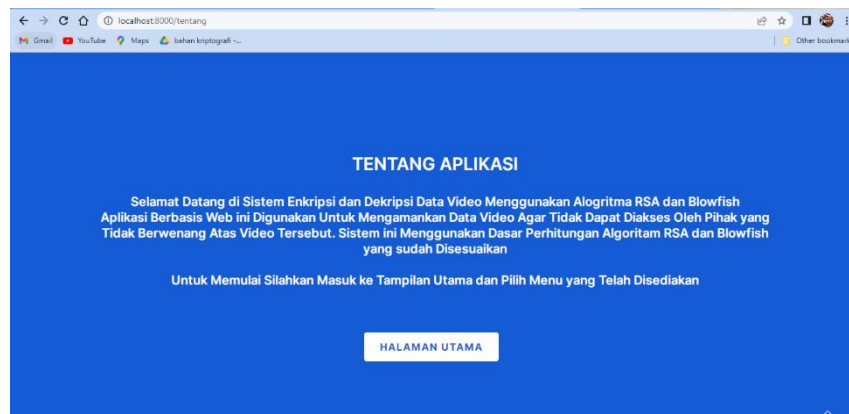 localhost:8000/tentang
Gmail YouTube Maps bahan kriptografi -... Other bookmark
TENTANG APLIKASI
Selamat Datang di Sistem Enkripsi dan Dekripsi Data Video Menggunakan Alogritma RSA dan Blowfish
Aplikasi Berbasis Web ini Digunakan Untuk Mengamankan Data Video Agar Tidak Dapat Diakses Oleh Pihak yang
Tidak Berwenang Atas Video Tersebut. Sistem ini Menggunakan Dasar Perhitungan Algoritam RSA dan Blowfish
yang sudah Disesuaikan
Untuk Memulai Silahkan Masuk ke Tampilan Utama dan Pilih Menu yang Telah Disediakan
HALAMAN UTAMA